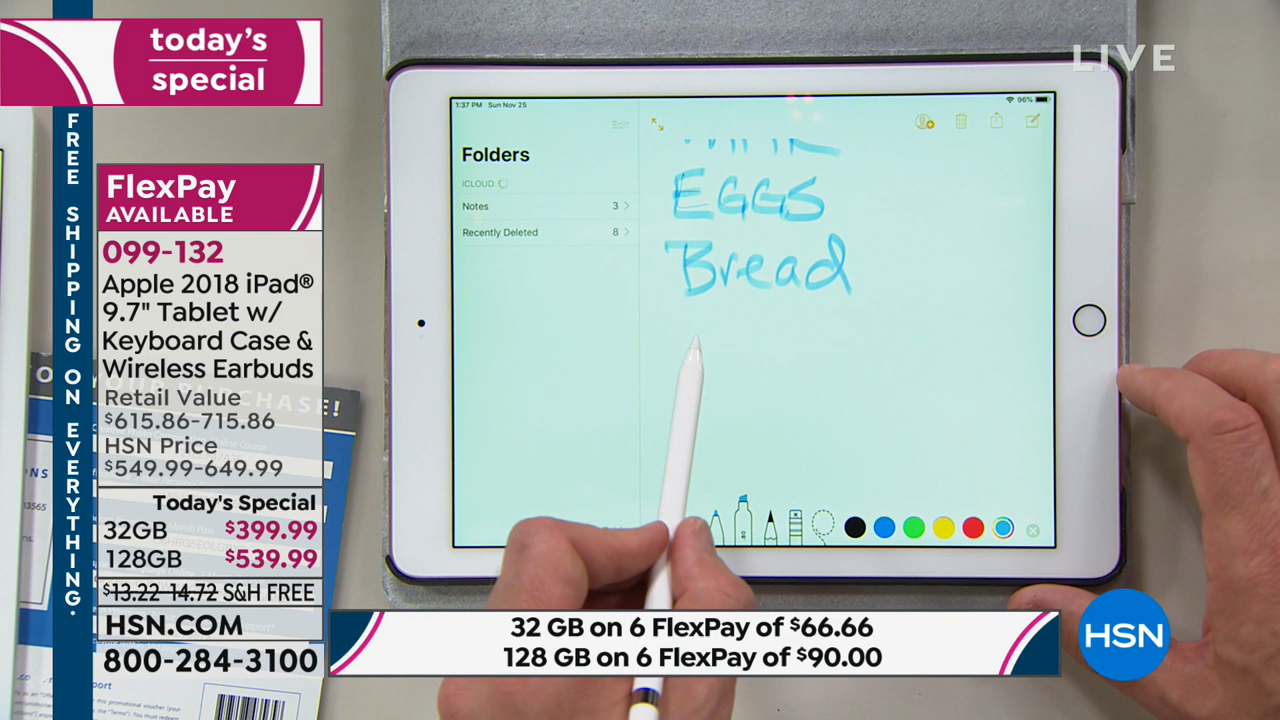 today's
special
FREE SHIPPING ON EVERYTHING.
FlexPay
AVAILABLE
099-132
Apple 2018 iPad®
9.7" Tablet w/
Keyboard Case &
Wireless Earbuds
Retail Value
$615.86-715.86
HSN Price
$549.99-649.99
Today's Special
32GB $399.99
128GB $539.99
$13.22-14.72 S&H FREE
HSN.COM
800-284-3100
LIVE
1:37 PM Sun Nov 25
96%
Edit
Folders
ICLOUD
Notes 3
Recently Deleted 8
EGGS
Bread
32 GB on 6 FlexPay of $66.66
128 GB on 6 FlexPay of $90.00
HSN
YOUR PURCHASE!